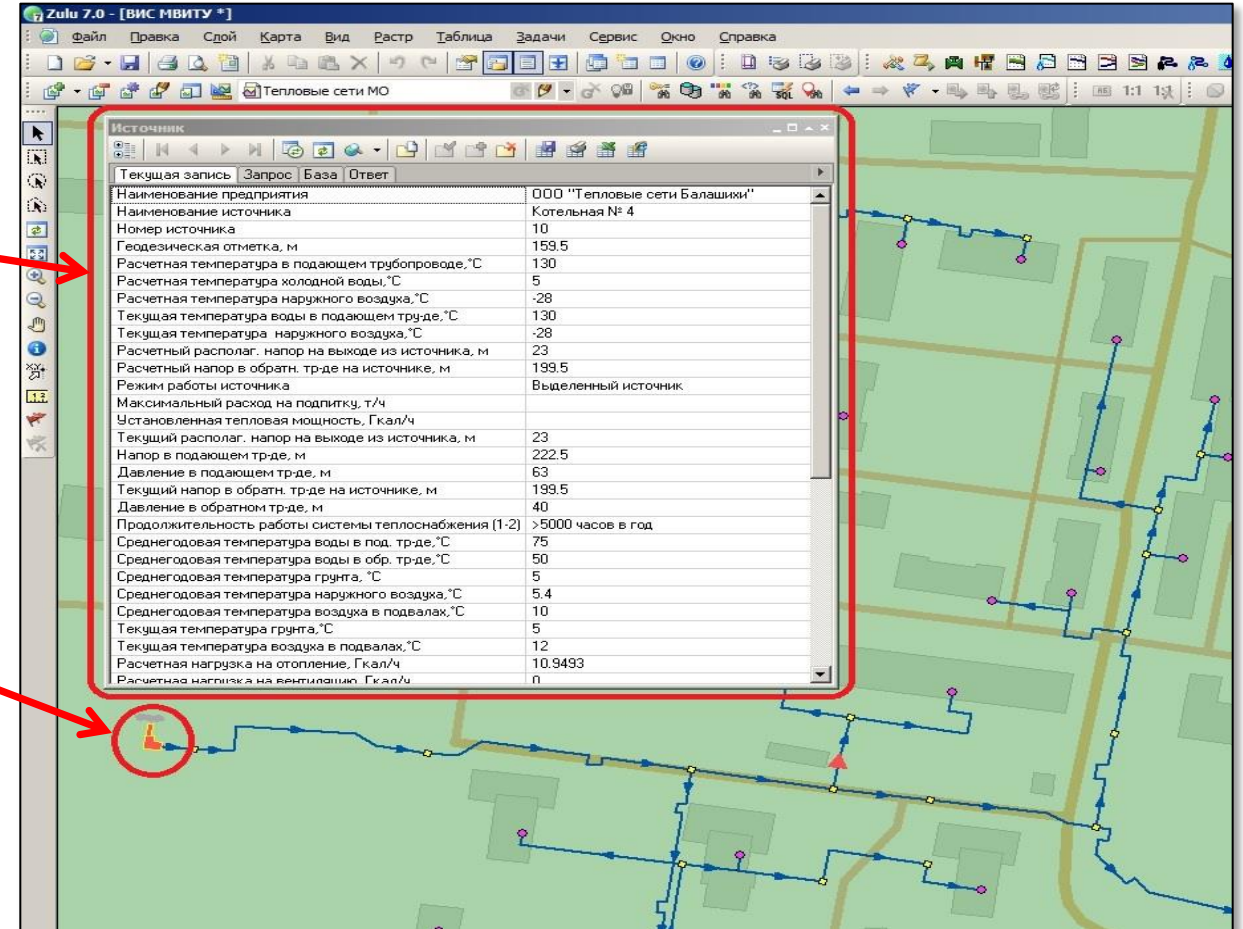 Zulu 7.0 - [ВИС МВИТУ *]
Файл Правка Слой Карта Вид Растр Таблица Задачи Сервис Окно Справка
Тепловые сети МО
1:1
Источник
Текущая запись Запрос База Ответ
Наименование предприятия ООО "Тепловые сети Балашихи"
Наименование источника Котельная № 4
Номер источника 10
Геодезическая отметка, м 159.5
Расчетная температура в подающем трубопроводе,°C 130
Расчетная температура холодной воды,°C 5
Расчетная температура наружного воздуха,°C -28
Текущая температура воды в подающем тру-де,°C 130
Текущая температура наружного воздуха,°C -28
Расчетный располаг. напор на выходе из источника, м 23
Расчетный напор в обратн. тр-де на источнике, м 199.5
Режим работы источника Выделенный источник
Максимальный расход на подпитку, т/ч
Установленная тепловая мощность, Гкал/ч
Текущий располаг. напор на выходе из источника, м 23
Напор в подающем тр-де, м 222.5
Давление в подающем тр-де, м 63
Текущий напор в обратн. тр-де на источнике, м 199.5
Давление в обратном тр-де, м 40
Продолжительность работы системы теплоснабжения (1-2) >5000 часов в год
Среднегодовая температура воды в под. тр-де,°C 75
Среднегодовая температура воды в обр. тр-де,°C 50
Среднегодовая температура грунта, °C 5
Среднегодовая температура наружного воздуха,°C 5.4
Среднегодовая температура воздуха в подвалах,°C 10
Текущая температура грунта,°C 5
Текущая температура воздуха в подвалах,°C 12
Расчетная нагрузка на отопление, Гкал/ч 10.9493
Расчетная нагрузка на вентиляцию, Гкал/ч 0